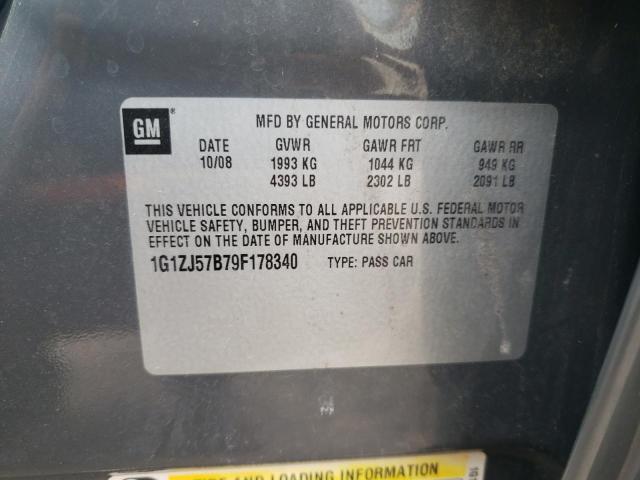 GM
®
MFD BY GENERAL MOTORS CORP.
DATE GVWR GAWR FRT GAWR RR
10/08 1993 KG 1044 KG 949 KG
4393 LB 2302 LB 2091 LB
THIS VEHICLE CONFORMS TO ALL APPLICABLE U.S. FEDERAL MOTOR
VEHICLE SAFETY, BUMPER, AND THEFT PREVENTION STANDARDS IN
EFFECT ON THE DATE OF MANUFACTURE SHOWN ABOVE.
1G1ZJ57B79F178340 TYPE: PASS CAR
TIRE AND LOADING INFORMATION